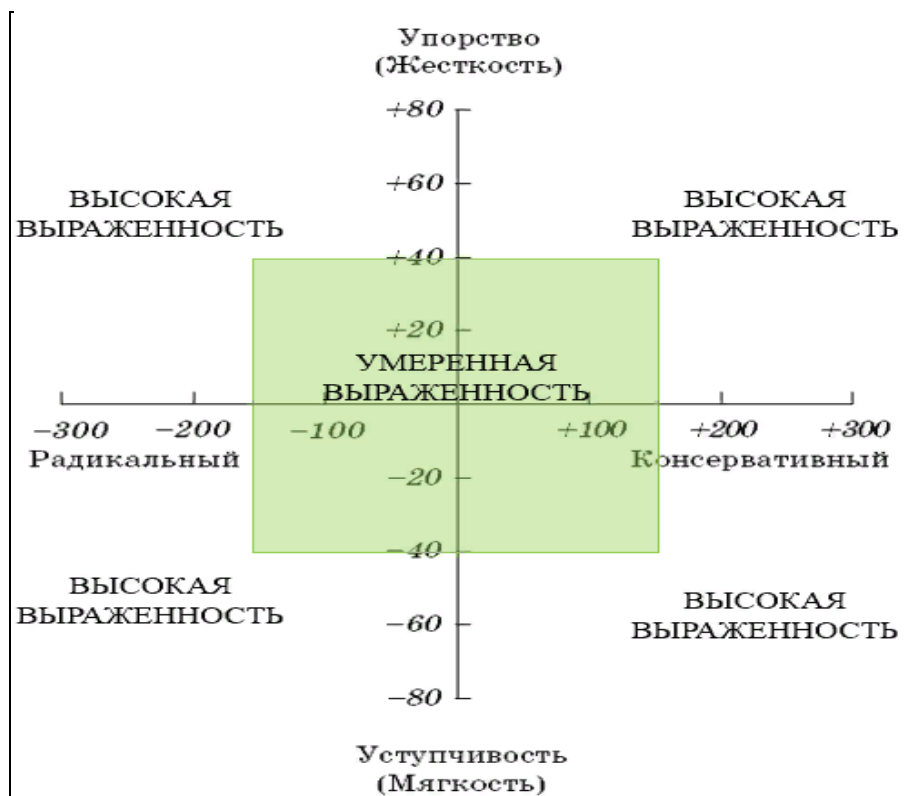 Упорство
(Жесткость)
+80
+60
ВЫСОКАЯ
ВЫРАЖЕННОСТЬ
ВЫСОКАЯ
ВЫРАЖЕННОСТЬ
+40
+20
УМЕРЕННАЯ
ВЫРАЖЕННОСТЬ
−300 −200 −100 +100 +200 +300
Радикальный Консервативный
−20
−40
ВЫСОКАЯ
ВЫРАЖЕННОСТЬ
ВЫСОКАЯ
ВЫРАЖЕННОСТЬ
−60
−80
Уступчивость
(Мягкость)